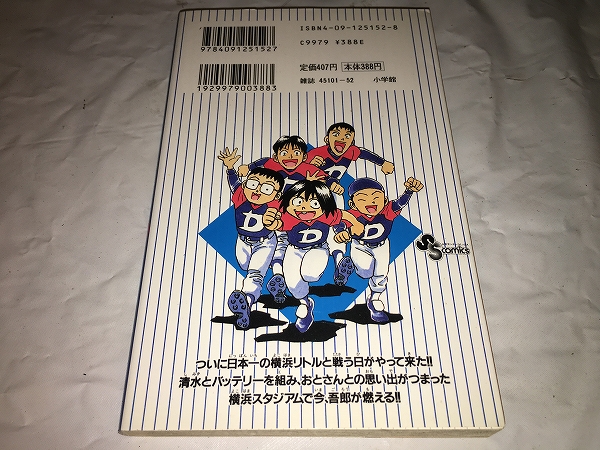 ISBN4-09-125152-8
C9979 ¥388E
9784091251527
1929979003883
定価407円 本体388円
雑誌 45101-52 小学館
D
D
D
D
SS comics
ついに日本一の横浜リトルと戦う日がやって来た!!
清水とバッテリーを組み、おとさんとの思い出がつまった
横浜スタジアムで今、吾郎が燃える!!